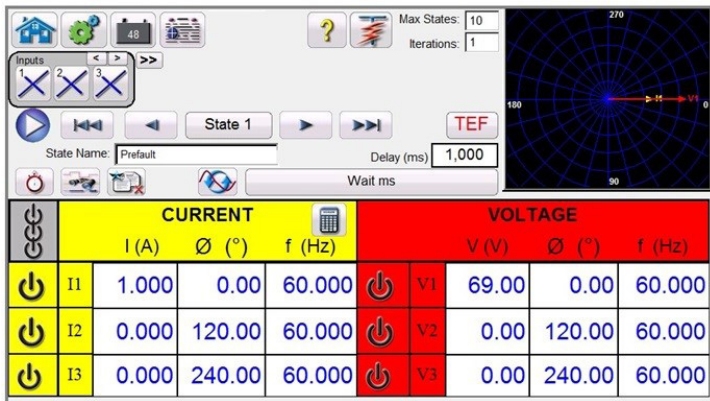 48
?
Max States: 10
Iterations: 1
Inputs
< >
>>
1 2 3
State 1
TEF
State Name: Prefault
Delay (ms) 1,000
Wait ms
270
180
I1
V1
0
90
CURRENT
VOLTAGE
I (A) Ø (°) f (Hz)
V (V) Ø (°) f (Hz)
I1 1.000 0.00 60.000 V1 69.00 0.00 60.000
I2 0.000 120.00 60.000 V2 0.00 120.00 60.000
I3 0.000 240.00 60.000 V3 0.00 240.00 60.000